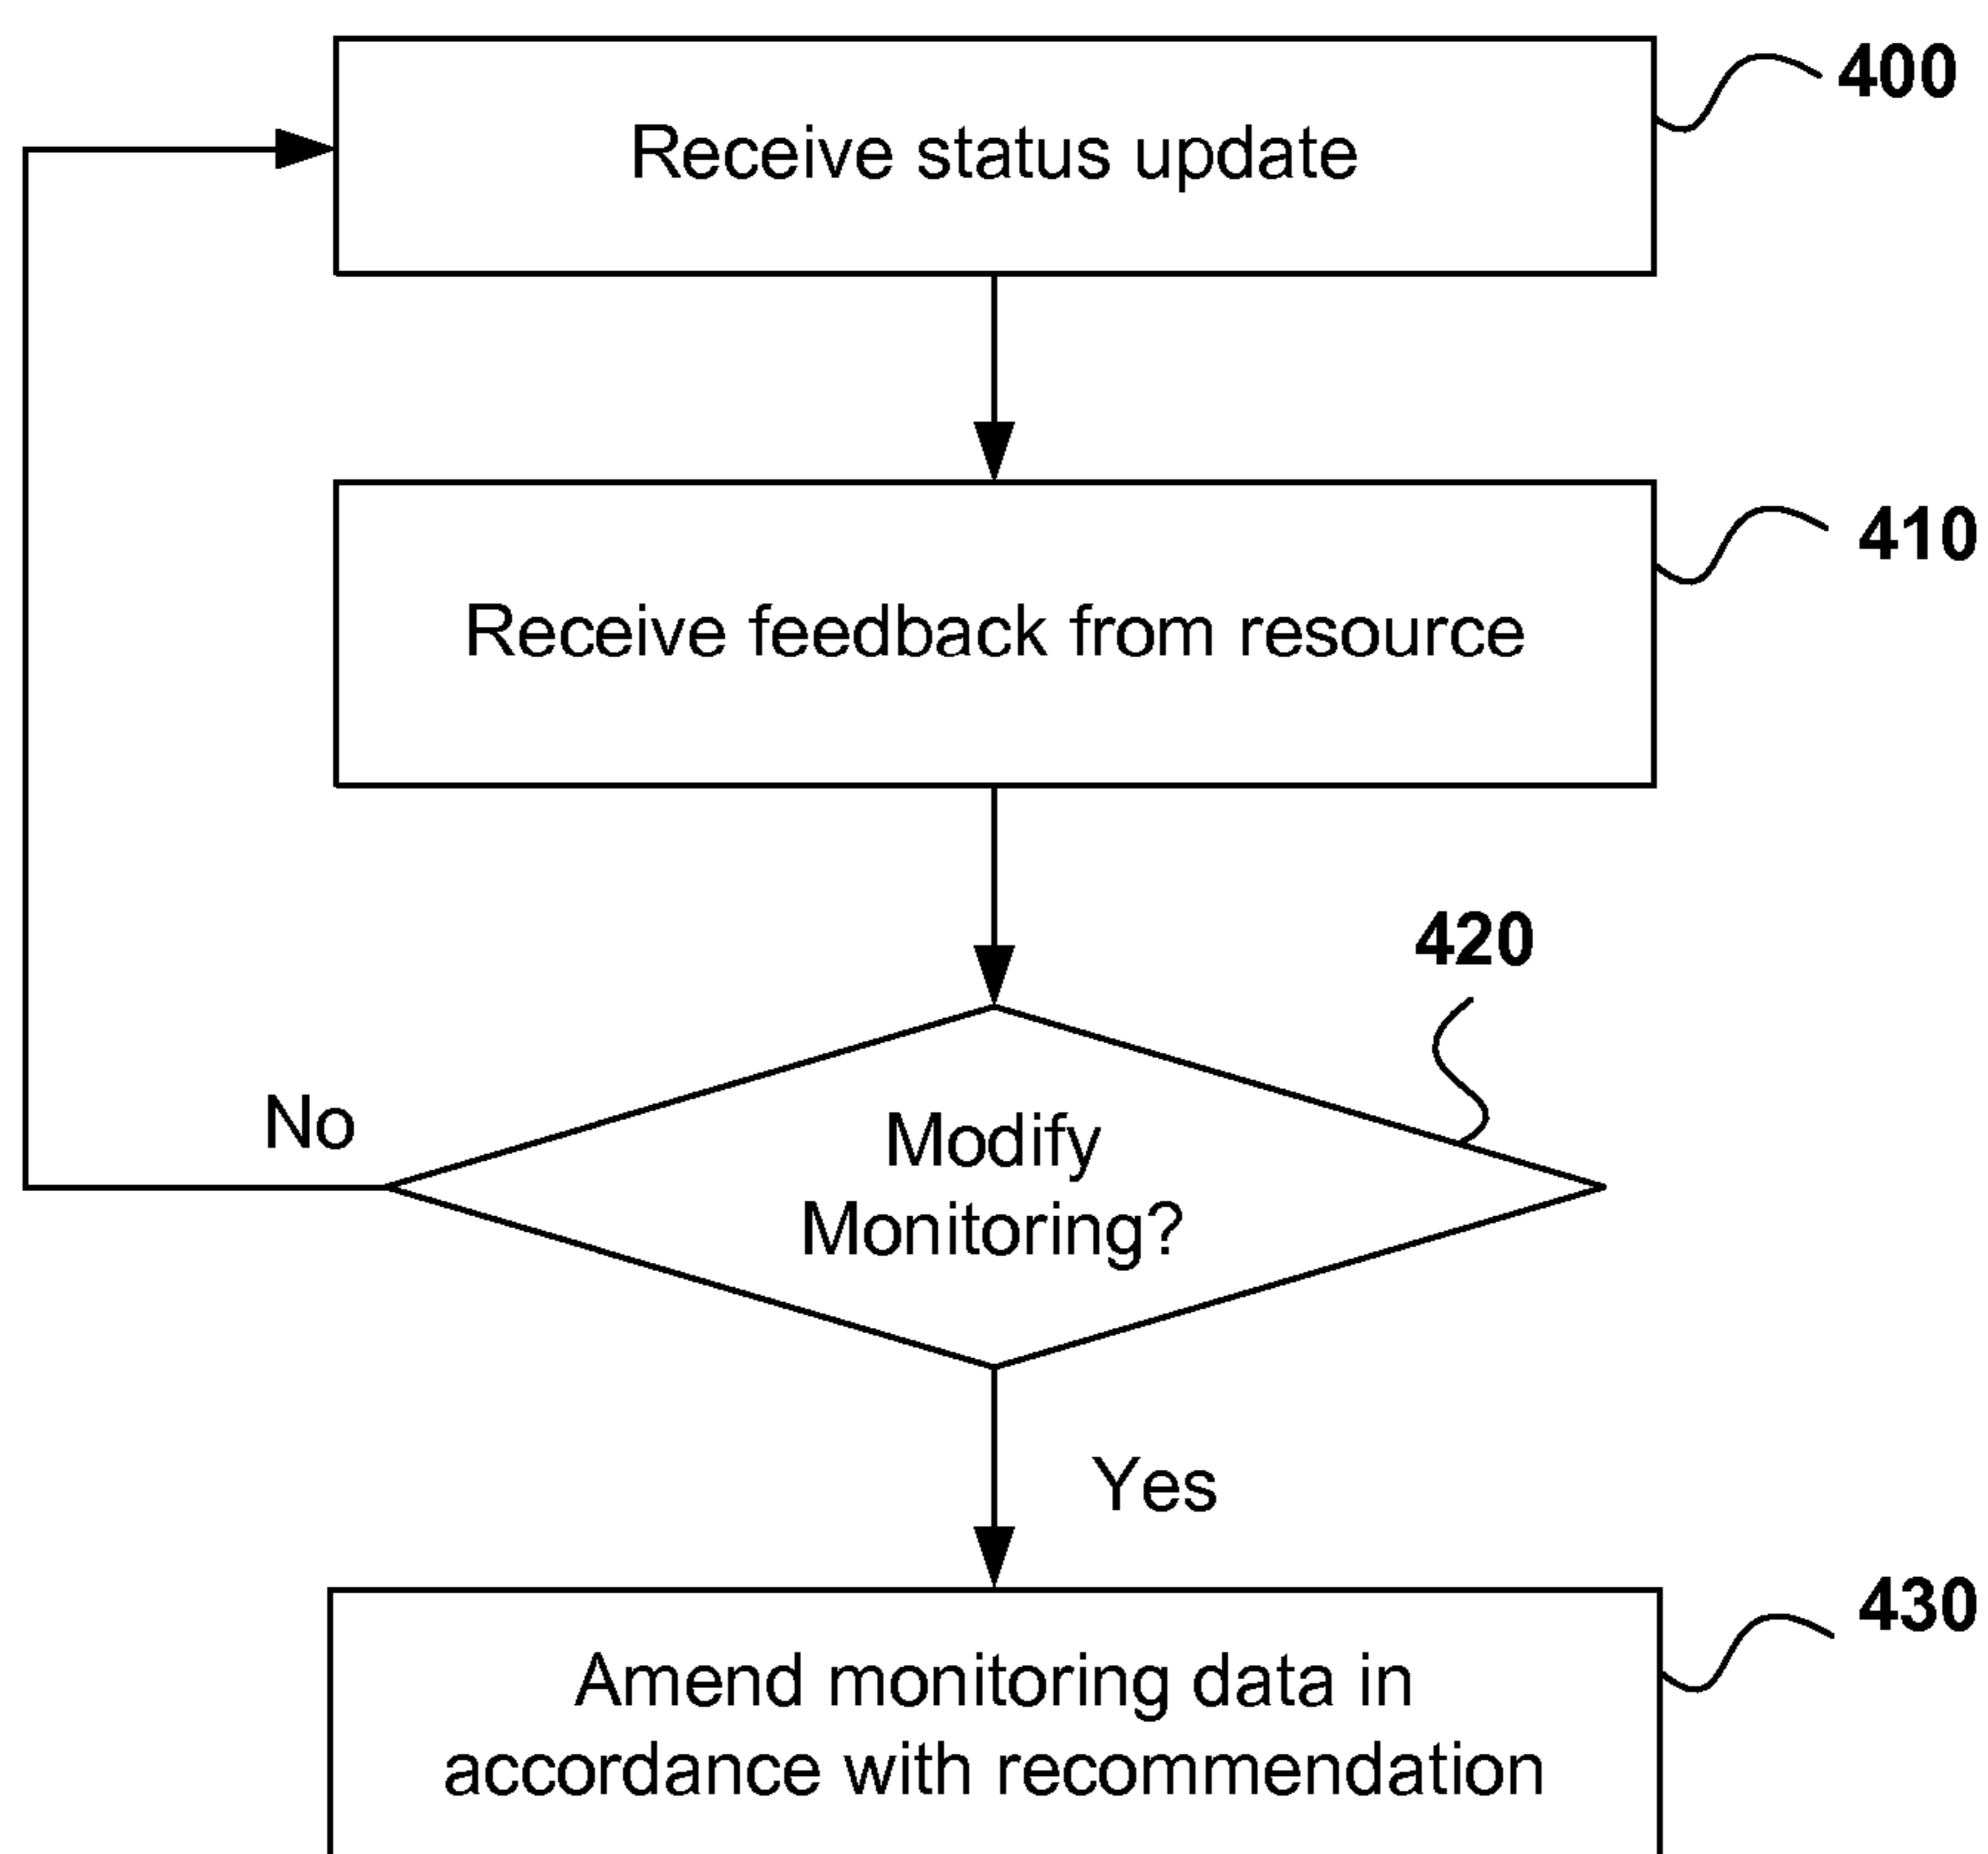 400
Receive status update
410
Receive feedback from resource
420
No
Modify
Monitoring?
Yes
430
Amend monitoring data in
accordance with recommendation